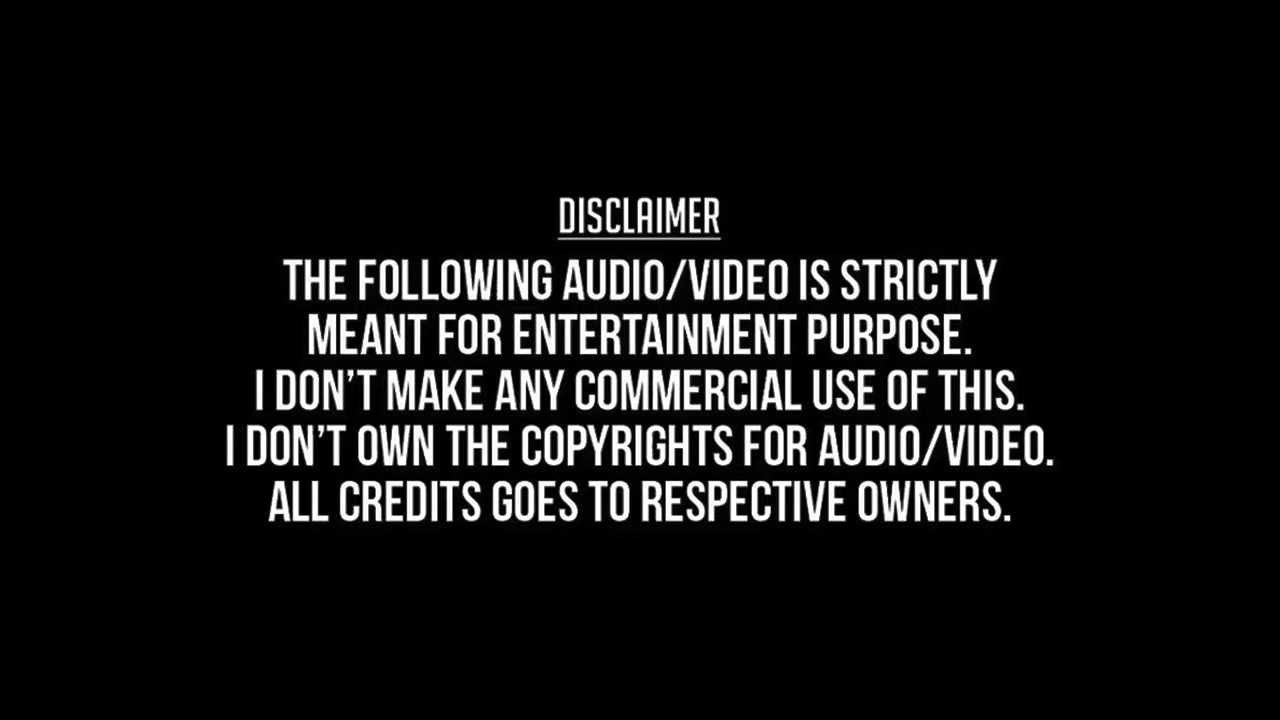 DISCLAIMER
THE FOLLOWING AUDIO/VIDEO IS STRICTLY
MEANT FOR ENTERTAINMENT PURPOSE.
I DON’T MAKE ANY COMMERCIAL USE OF THIS.
I DON’T OWN THE COPYRIGHTS FOR AUDIO/VIDEO.
ALL CREDITS GOES TO RESPECTIVE OWNERS.